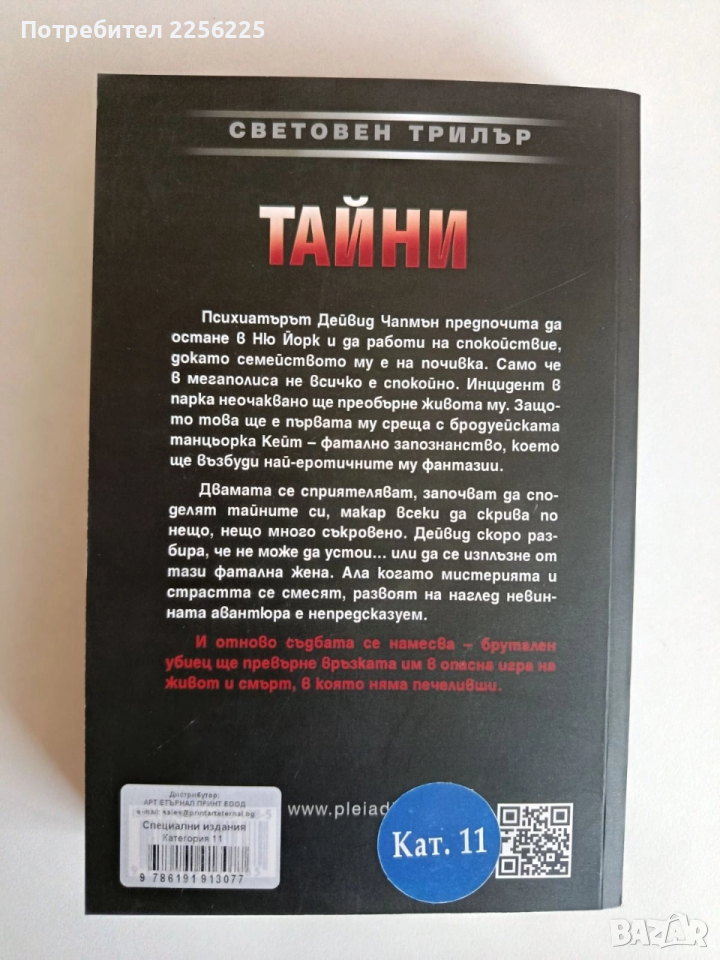 Потребител 2256225
СВЕТОВЕН ТРИЛЪР
ТАЙНИ
Психиатърът Дейвид Чапмън предпочита да
остане в Ню Йорк и да работи на спокойствие,
докато семейството му е на почивка. Само че
в мегаполиса не всичко е спокойно. Инцидент в
парка неочаквано ще преобърне живота му. Защо-
то това ще е първата му среща с бродуейската
танцьорка Кейт – фатално запознанство, което
ще възбуди най-еротичните му фантазии.
Двамата се сприятеляват, започват да спо-
делят тайните си, макар всеки да скрива по
нещо, нещо много съкровено. Дейвид скоро раз-
бира, че не може да устои... или да се изплъзне от
тази фатална жена. Ала когато мистерията и
страстта се смесят, развоят на наглед невин-
ната авантюра е непредсказуем.
И отново съдбата се намесва – брутален
убиец ще превърне връзката им в опасна игра на
живот и смърт, в която няма печеливши.
Дистрибутор:
АРТ ЕТЪРНАЛ ПРИНТ ЕООД
e-mail: sales@printarteternal.bg
Специални издания
Категория 11
9 786191 913077
www.pleiad
Кат. 11
BAZAR